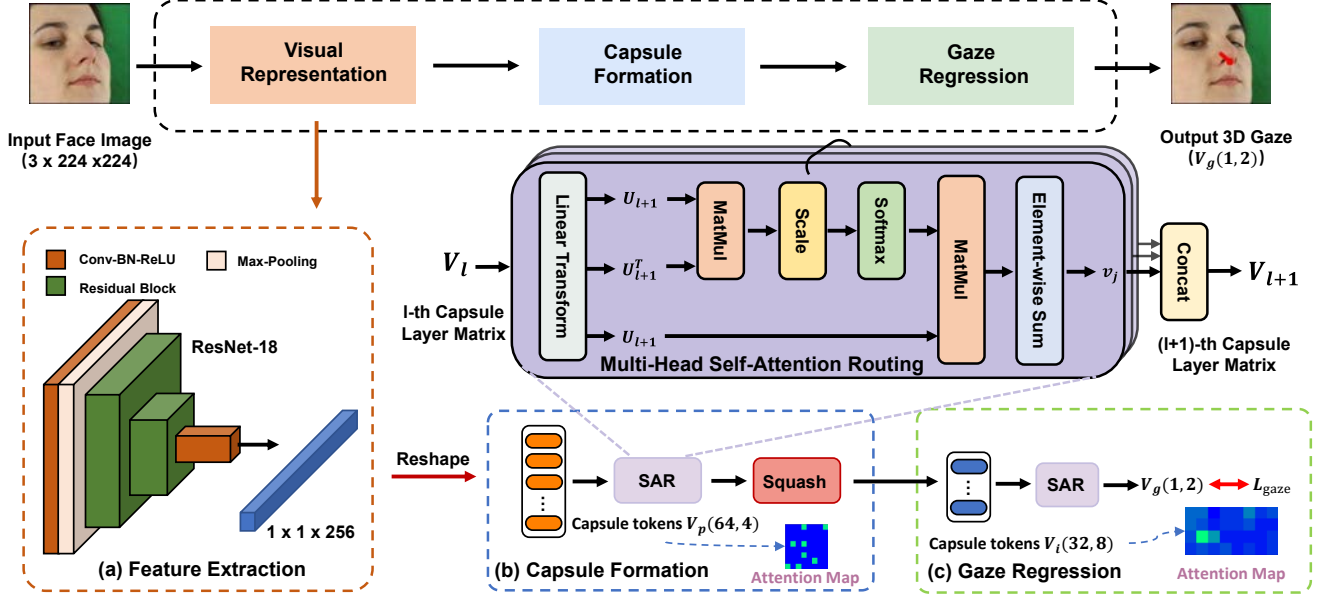 Visual
Representation
Capsule
Formation
Gaze
Regression
Input Face Image
(3 x 224 x224)
Output 3D Gaze
(V_g(1,2))
Linear Transform
U_{l+1}
U_{l+1}^T
U_{l+1}
MatMul
Scale
Softmax
MatMul
Element-wise Sum
v_j
Concat
V_l
l-th Capsule
Layer Matrix
V_{l+1}
(l+1)-th Capsule
Layer Matrix
Multi-Head Self-Attention Routing
Conv-BN-ReLU
Max-Pooling
Residual Block
ResNet-18
1 x 1 x 256
(a) Feature Extraction
Reshape
SAR
Squash
Capsule tokens V_p(64,4)
Attention Map
(b) Capsule Formation
SAR
V_g(1,2)
L_gaze
Capsule tokens V_i(32,8)
Attention Map
(c) Gaze Regression